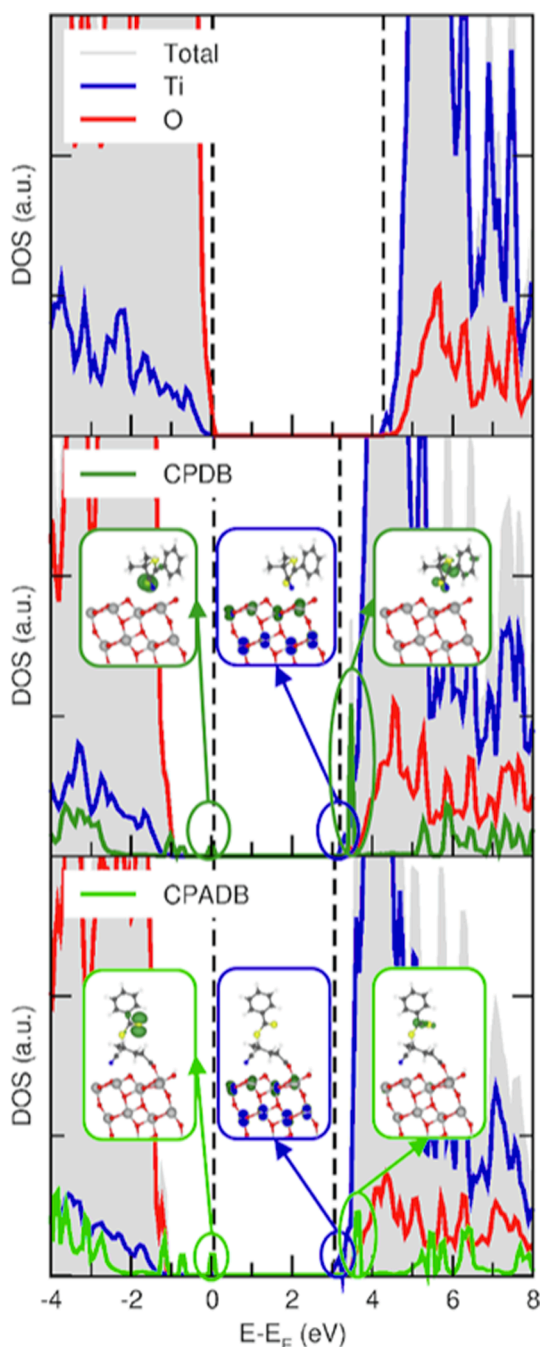 Total
Ti
O
DOS (a.u.)
CPDB
DOS (a.u.)
CPADB
DOS (a.u.)
-4 -2 0 2 4 6 8
E-E_F (eV)